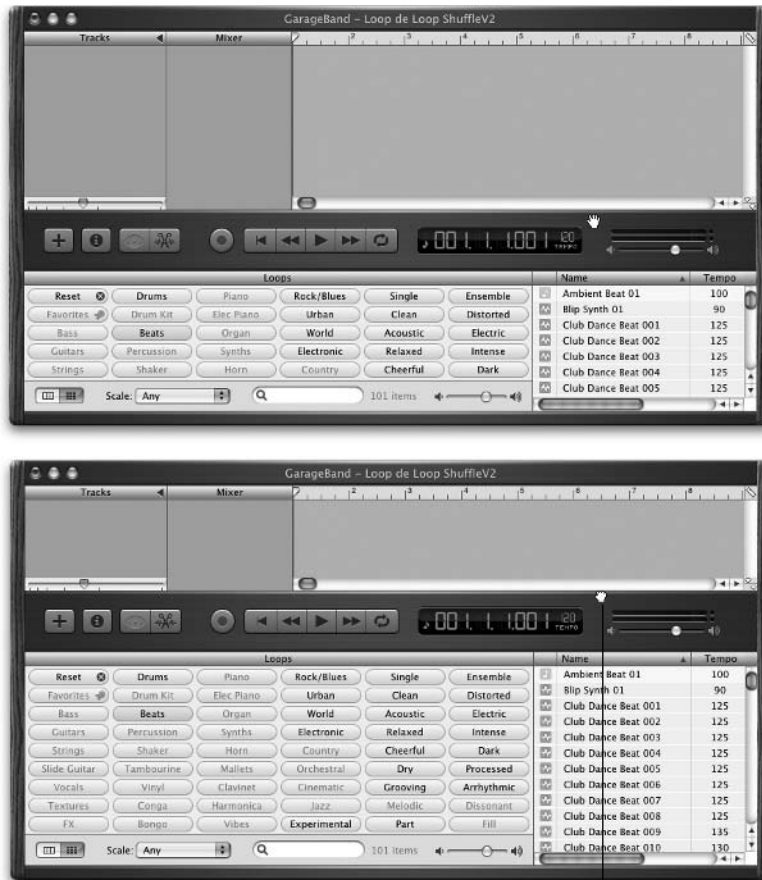 GarageBand – Loop de Loop ShuffleV2
Tracks Mixer 2 3 4 5 6 7 8
001. 1. 1.001 120
TEMPO
Loops Name Tempo
Reset Drums Piano Rock/Blues Single Ensemble Ambient Beat 01 100
Favorites Drum Kit Elec Piano Urban Clean Distorted Blip Synth 01 90
Bass Beats Organ World Acoustic Electric Club Dance Beat 001 125
Guitars Percussion Synths Electronic Relaxed Intense Club Dance Beat 002 125
Strings Shaker Horn Country Cheerful Dark Club Dance Beat 003 125
Club Dance Beat 004 125
Scale: Any 101 items Club Dance Beat 005 125
GarageBand – Loop de Loop ShuffleV2
Tracks Mixer 2 3 4 5 6 7 8
001. 1. 1.001 120
TEMPO
Loops Name Tempo
Reset Drums Piano Rock/Blues Single Ensemble Ambient Beat 01 100
Favorites Drum Kit Elec Piano Urban Clean Distorted Blip Synth 01 90
Bass Beats Organ World Acoustic Electric Club Dance Beat 001 125
Guitars Percussion Synths Electronic Relaxed Intense Club Dance Beat 002 125
Strings Shaker Horn Country Cheerful Dark Club Dance Beat 003 125
Slide Guitar Tambourine Mallets Orchestral Dry Processed Club Dance Beat 004 125
Vocals Vinyl Clavinet Cinematic Grooving Arrhythmic Club Dance Beat 005 125
Textures Conga Harmonica Jazz Melodic Dissonant Club Dance Beat 006 125
FX Bongo Vibes Experimental Part Fill Club Dance Beat 007 125
Club Dance Beat 008 125
Club Dance Beat 009 135
Scale: Any 101 items Club Dance Beat 010 130